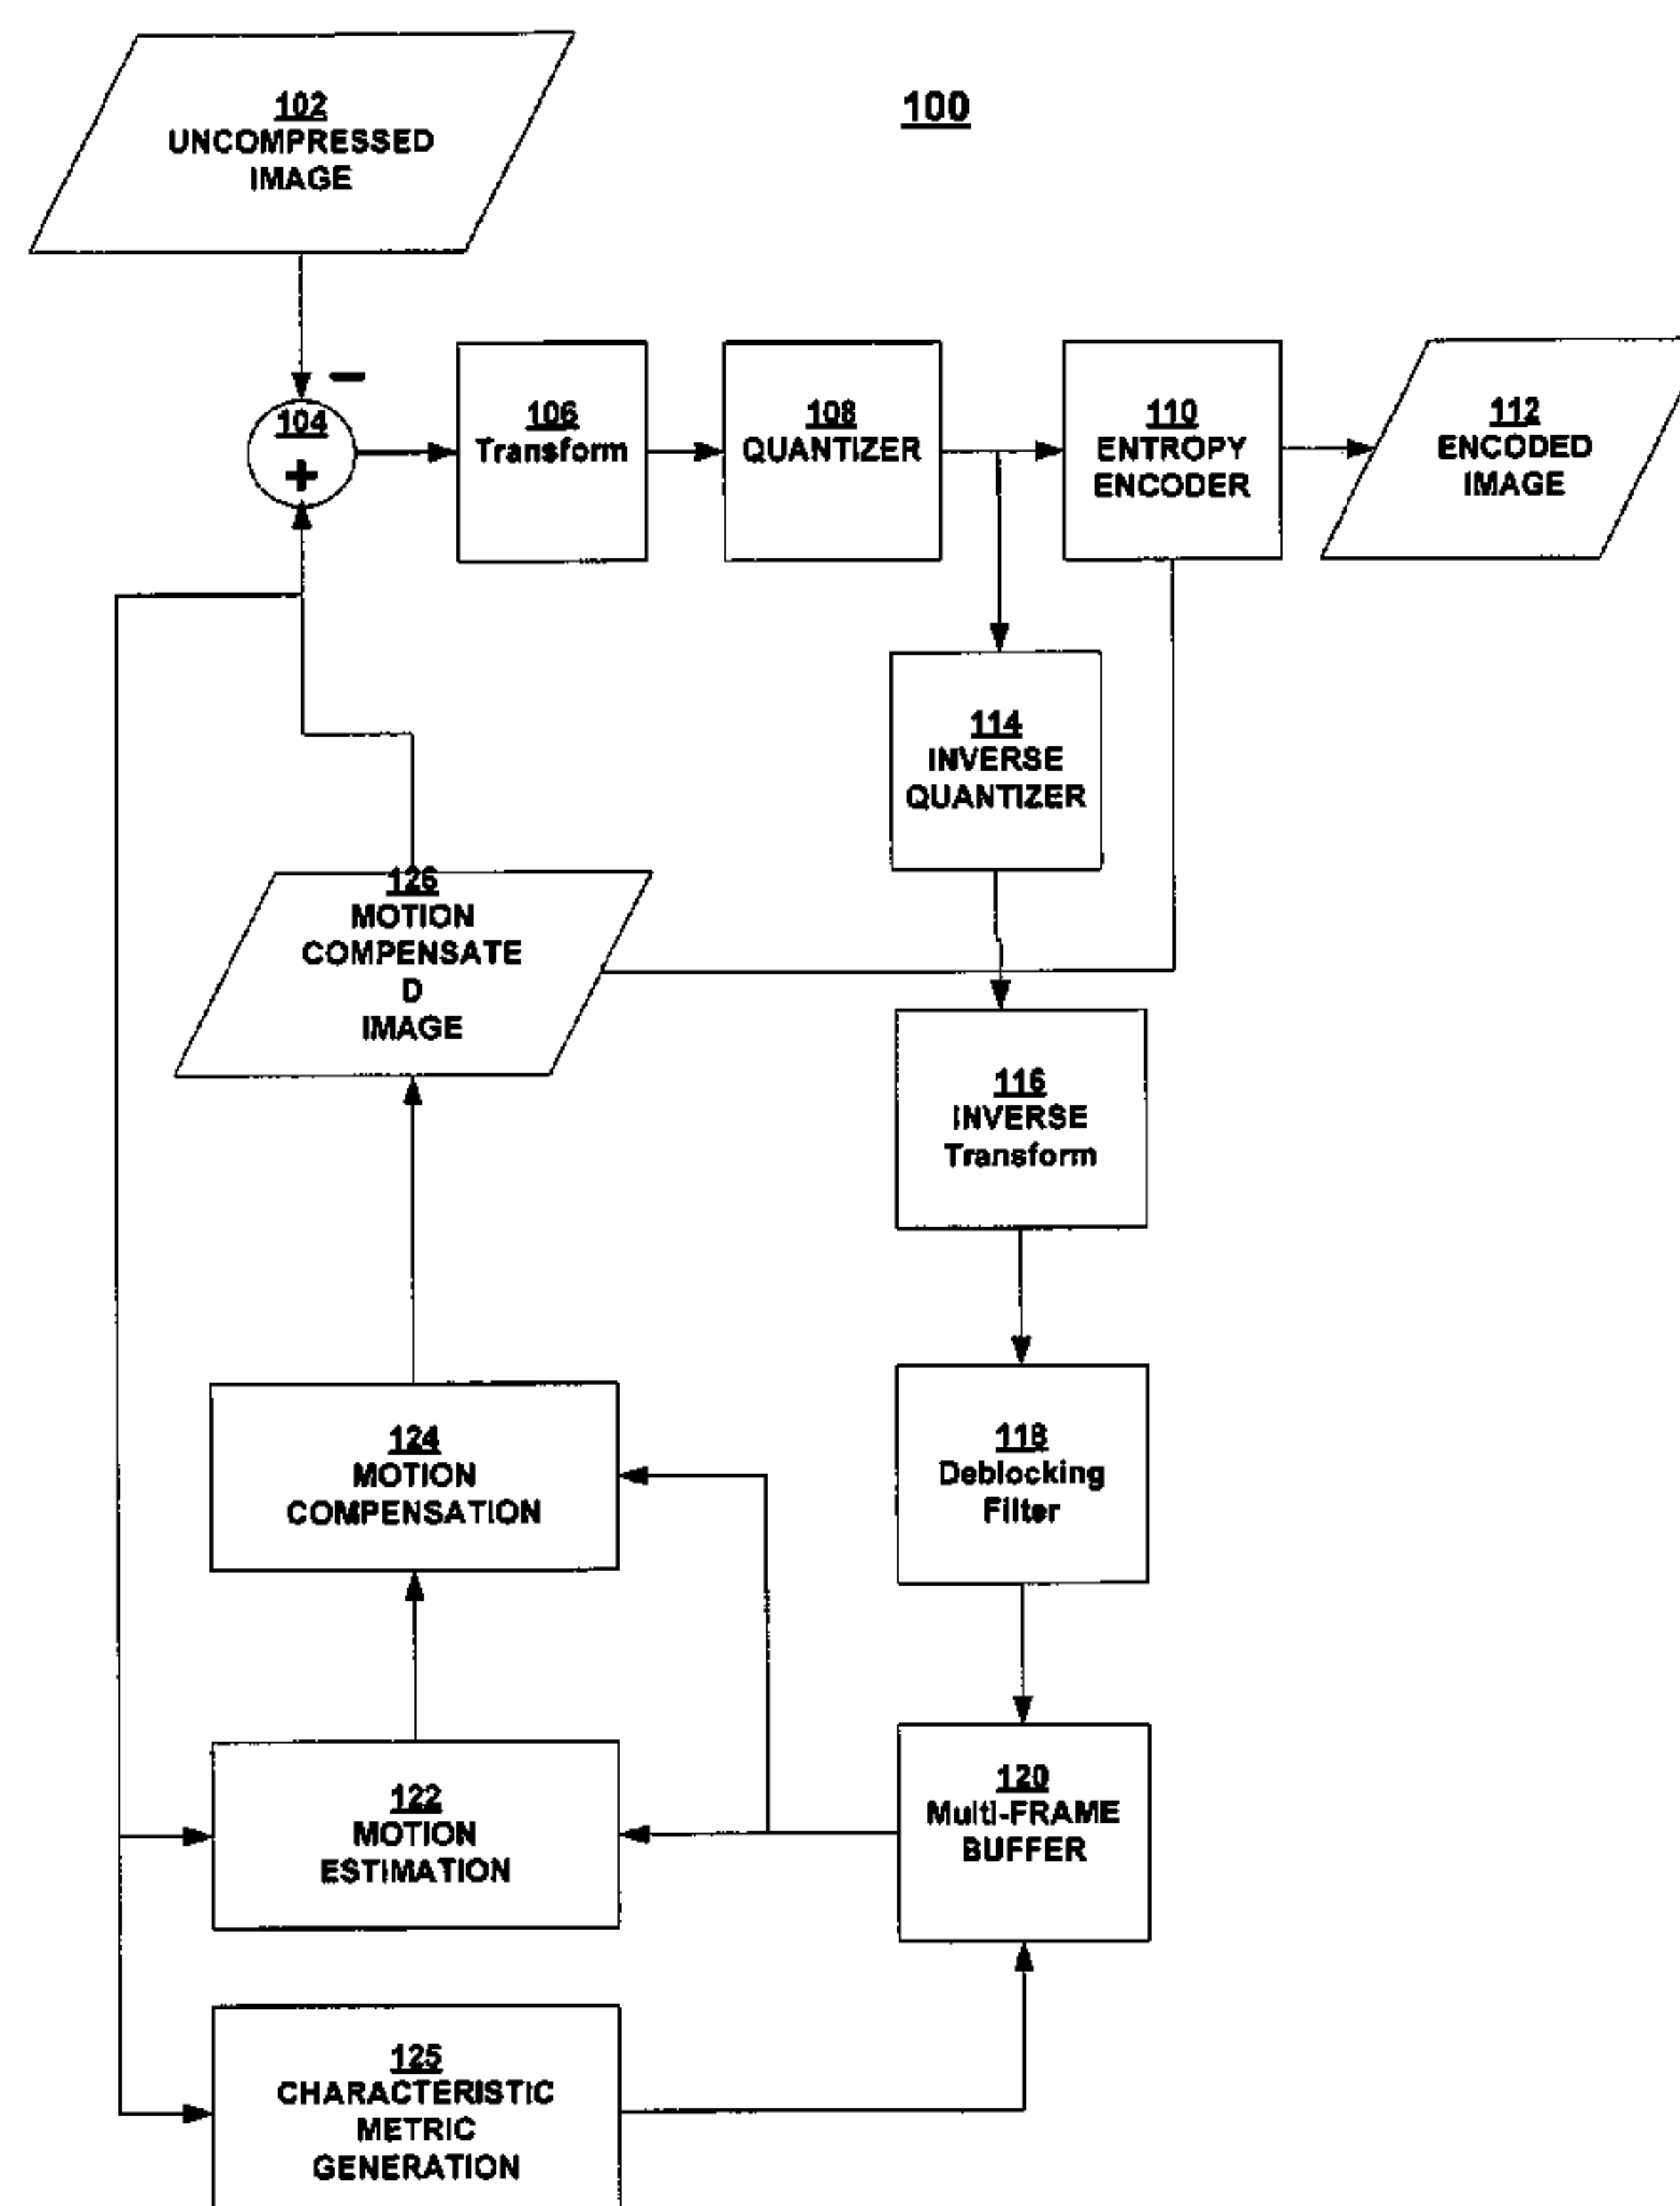 102
UNCOMPRESSED
IMAGE
100
−
104
+
106
Transform
108
QUANTIZER
110
ENTROPY
ENCODER
112
ENCODED
IMAGE
114
INVERSE
QUANTIZER
126
MOTION
COMPENSATE
D
IMAGE
116
INVERSE
Transform
124
MOTION
COMPENSATION
118
Deblocking
Filter
122
MOTION
ESTIMATION
120
Multi-FRAME
BUFFER
125
CHARACTERISTIC
METRIC
GENERATION